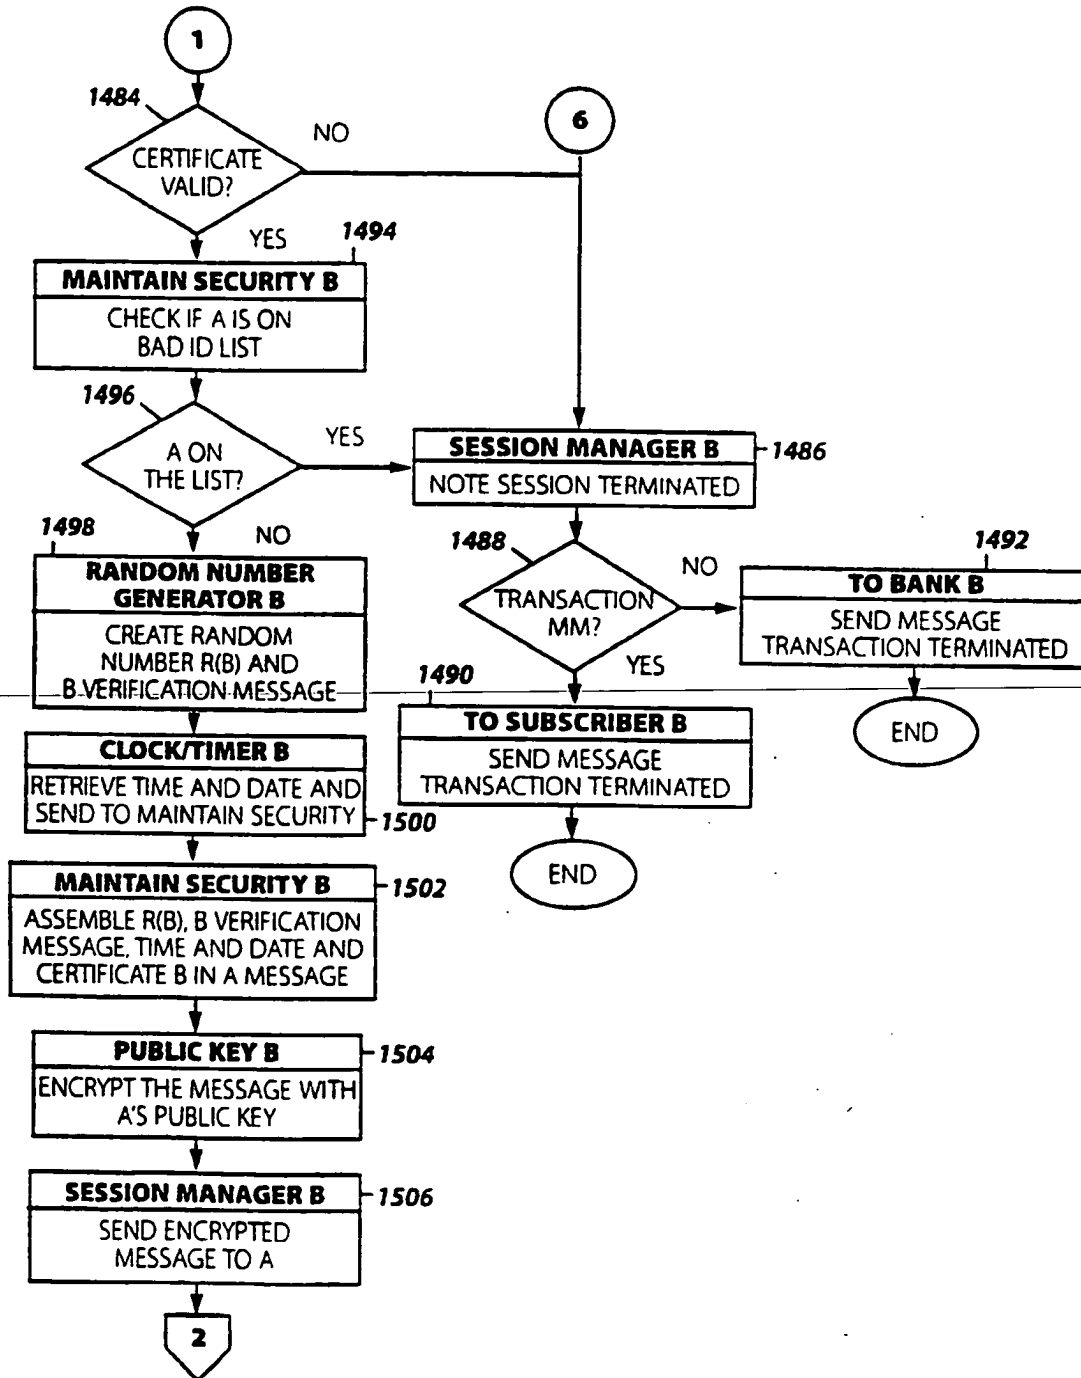 1
1484
CERTIFICATE
VALID?
NO
6
YES
1494
MAINTAIN SECURITY B
CHECK IF A IS ON
BAD ID LIST
1496
A ON
THE LIST?
YES
SESSION MANAGER B
1486
NOTE SESSION TERMINATED
NO
1498
RANDOM NUMBER
GENERATOR B
CREATE RANDOM
NUMBER R(B) AND
B VERIFICATION MESSAGE
1488
TRANSACTION
MM?
NO
1492
TO BANK B
SEND MESSAGE
TRANSACTION TERMINATED
END
YES
1490
TO SUBSCRIBER B
SEND MESSAGE
TRANSACTION TERMINATED
END
CLOCK/TIMER B
RETRIEVE TIME AND DATE AND
SEND TO MAINTAIN SECURITY
1500
MAINTAIN SECURITY B
1502
ASSEMBLE R(B), B VERIFICATION
MESSAGE, TIME AND DATE AND
CERTIFICATE B IN A MESSAGE
PUBLIC KEY B
1504
ENCRYPT THE MESSAGE WITH
A'S PUBLIC KEY
SESSION MANAGER B
1506
SEND ENCRYPTED
MESSAGE TO A
2